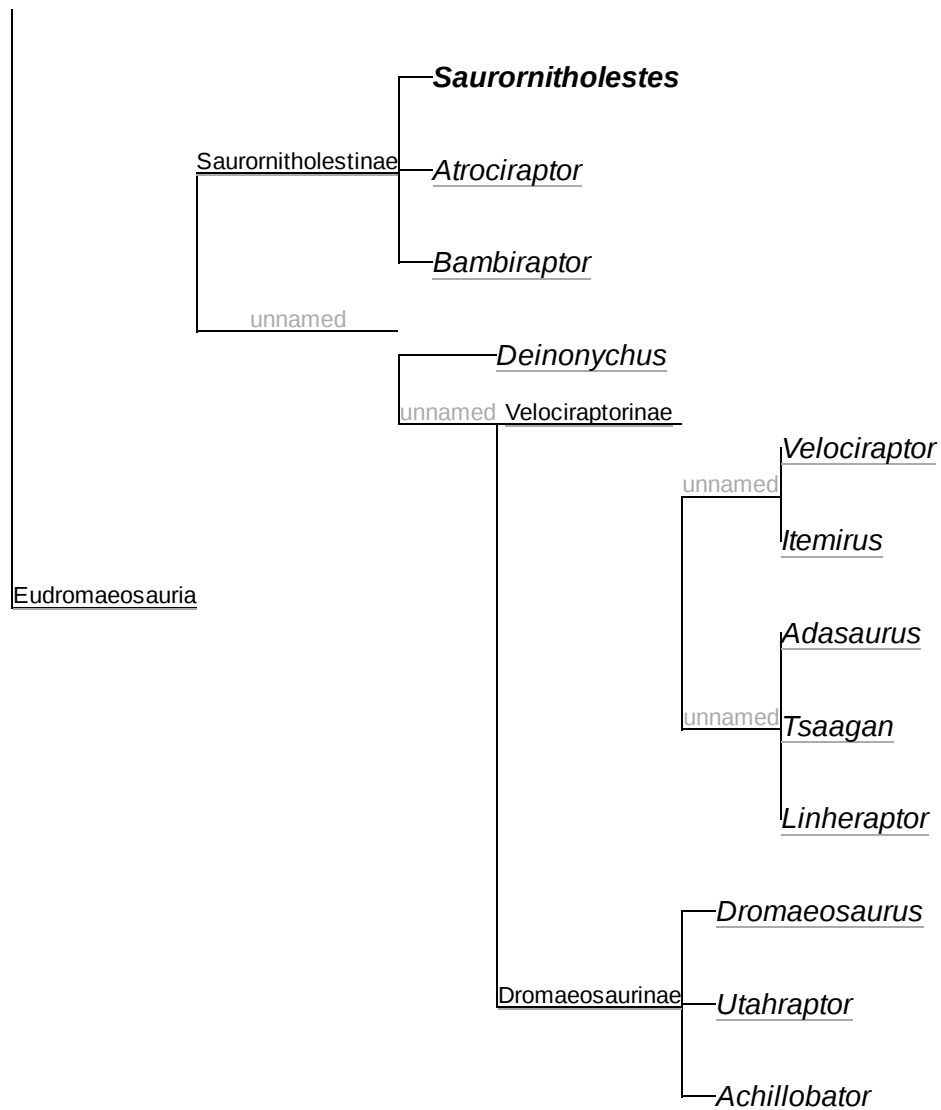 Saurornitholestes
Saurornitholestinae
Atrociraptor
Bambiraptor
unnamed
Deinonychus
unnamed Velociraptorinae
Velociraptor
unnamed
Itemirus
Eudromaeosauria
Adasaurus
unnamed
Tsaagan
Linheraptor
Dromaeosaurus
Dromaeosaurinae
Utahraptor
Achillobator